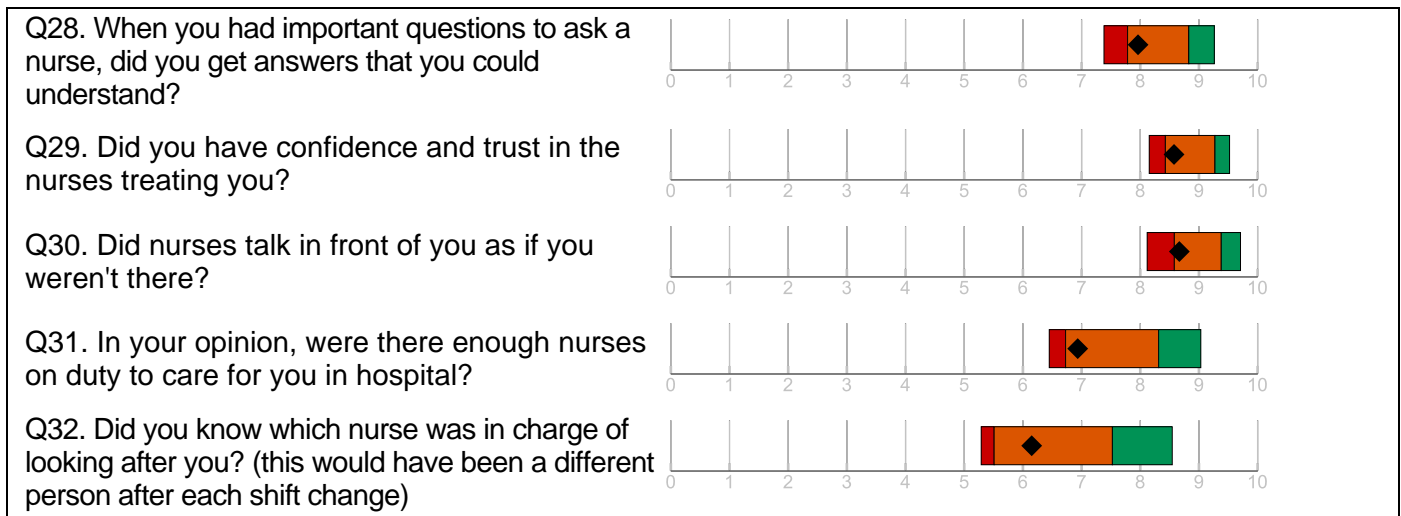 Q28. When you had important questions to ask a
nurse, did you get answers that you could
understand?
0 1 2 3 4 5 6 7 8 9 10
Q29. Did you have confidence and trust in the
nurses treating you?
0 1 2 3 4 5 6 7 8 9 10
Q30. Did nurses talk in front of you as if you
weren't there?
0 1 2 3 4 5 6 7 8 9 10
Q31. In your opinion, were there enough nurses
on duty to care for you in hospital?
0 1 2 3 4 5 6 7 8 9 10
Q32. Did you know which nurse was in charge of
looking after you? (this would have been a different
person after each shift change)
0 1 2 3 4 5 6 7 8 9 10